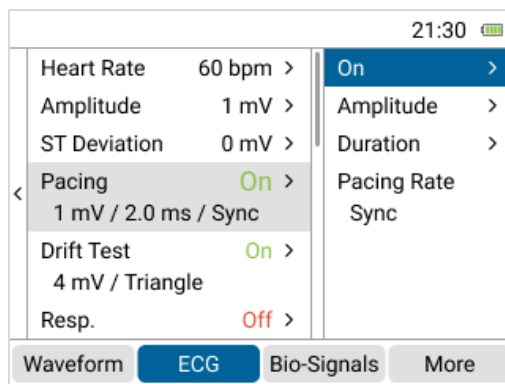 21:30
Heart Rate 60 bpm >
Amplitude 1 mV >
ST Deviation 0 mV >
Pacing On >
1 mV / 2.0 ms / Sync
Drift Test On >
4 mV / Triangle
Resp. Off >
<
On >
Amplitude >
Duration >
Pacing Rate
Sync
Waveform ECG Bio-Signals More